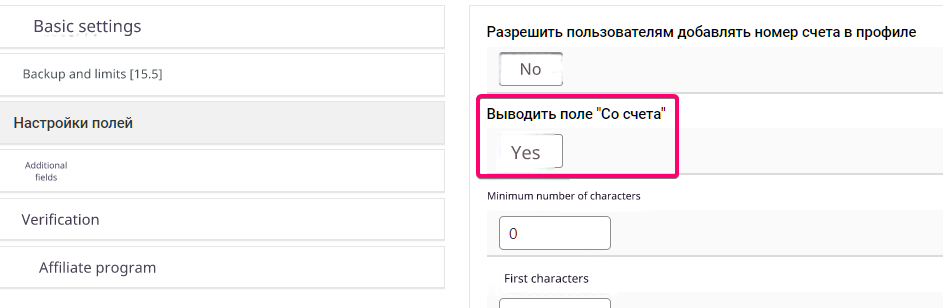 Basic settings
Backup and limits [15.5]
Настройки полей
Additional
fields
Verification
Affiliate program
Разрешить пользователям добавлять номер счета в профиле
No
Выводить поле "Со счета"
Yes
Minimum number of characters
0
First characters